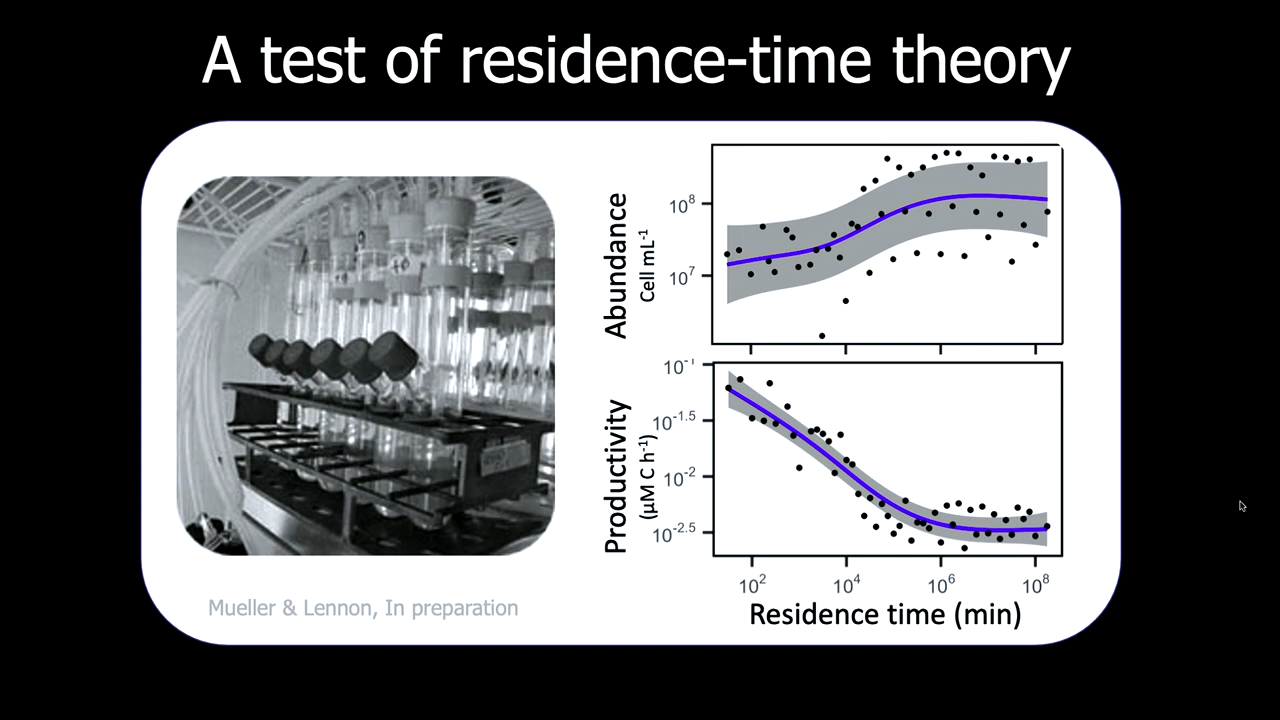 A test of residence-time theory
Abundance
Cell mL⁻¹
10⁸
10⁷
Productivity
(µM C h⁻¹)
10⁻¹
10⁻¹·⁵
10⁻²
10⁻²·⁵
10² 10⁴ 10⁶ 10⁸
Residence time (min)
Mueller & Lennon, In preparation